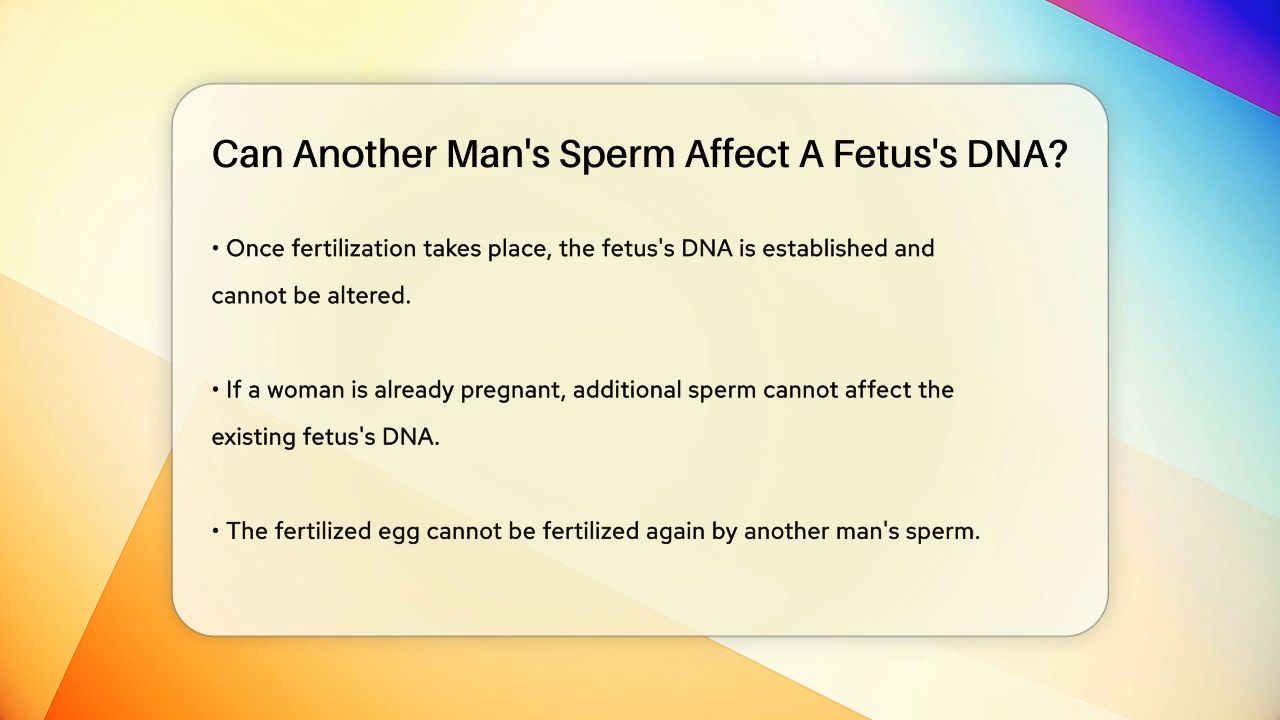 Can Another Man's Sperm Affect A Fetus's DNA?
• Once fertilization takes place, the fetus's DNA is established and
cannot be altered.
• If a woman is already pregnant, additional sperm cannot affect the
existing fetus's DNA.
• The fertilized egg cannot be fertilized again by another man's sperm.